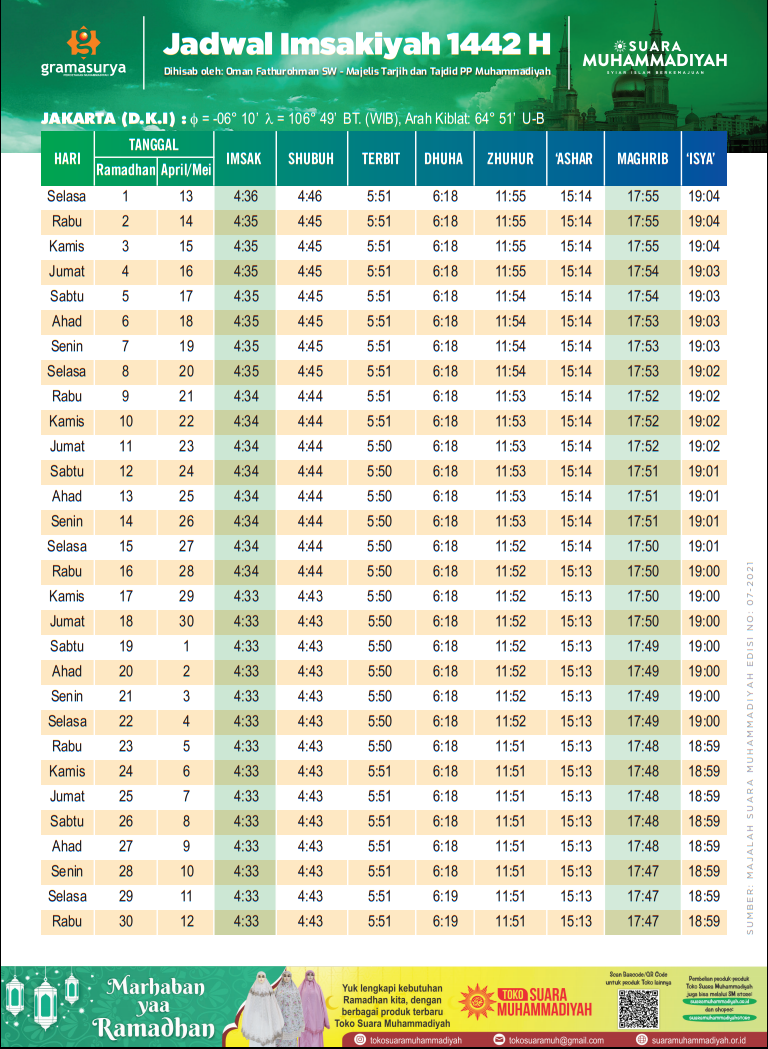 gramasurya
Jadwal Imsakiyah 1442 H
Dihisab oleh: Oman Fathurohman SW - Majelis Tarjih dan Tajdid PP Muhammadiyah
SUARA
MUHAMMADIYAH
SYIAR ISLAM BERKEMAJUAN
JAKARTA (D.K.I) : ϕ = -06° 10' λ = 106° 49' BT. (WIB), Arah Kiblat: 64° 51' U-B
HARI TANGGAL IMSAK SHUBUH TERBIT DHUHA ZHUHUR 'ASHAR MAGHRIB 'ISYA'
Ramadhan April/Mei
Selasa 1 13 4:36 4:46 5:51 6:18 11:55 15:14 17:55 19:04
Rabu 2 14 4:35 4:45 5:51 6:18 11:55 15:14 17:55 19:04
Kamis 3 15 4:35 4:45 5:51 6:18 11:55 15:14 17:55 19:04
Jumat 4 16 4:35 4:45 5:51 6:18 11:55 15:14 17:54 19:03
Sabtu 5 17 4:35 4:45 5:51 6:18 11:54 15:14 17:54 19:03
Ahad 6 18 4:35 4:45 5:51 6:18 11:54 15:14 17:53 19:03
Senin 7 19 4:35 4:45 5:51 6:18 11:54 15:14 17:53 19:03
Selasa 8 20 4:35 4:45 5:51 6:18 11:54 15:14 17:53 19:02
Rabu 9 21 4:34 4:44 5:51 6:18 11:53 15:14 17:52 19:02
Kamis 10 22 4:34 4:44 5:51 6:18 11:53 15:14 17:52 19:02
Jumat 11 23 4:34 4:44 5:50 6:18 11:53 15:14 17:52 19:02
Sabtu 12 24 4:34 4:44 5:50 6:18 11:53 15:14 17:51 19:01
Ahad 13 25 4:34 4:44 5:50 6:18 11:53 15:14 17:51 19:01
Senin 14 26 4:34 4:44 5:50 6:18 11:53 15:14 17:51 19:01
Selasa 15 27 4:34 4:44 5:50 6:18 11:52 15:14 17:50 19:01
Rabu 16 28 4:34 4:44 5:50 6:18 11:52 15:13 17:50 19:00
Kamis 17 29 4:33 4:43 5:50 6:18 11:52 15:13 17:50 19:00
Jumat 18 30 4:33 4:43 5:50 6:18 11:52 15:13 17:50 19:00
Sabtu 19 1 4:33 4:43 5:50 6:18 11:52 15:13 17:49 19:00
Ahad 20 2 4:33 4:43 5:50 6:18 11:52 15:13 17:49 19:00
Senin 21 3 4:33 4:43 5:50 6:18 11:52 15:13 17:49 19:00
Selasa 22 4 4:33 4:43 5:50 6:18 11:52 15:13 17:49 19:00
Rabu 23 5 4:33 4:43 5:50 6:18 11:51 15:13 17:48 18:59
Kamis 24 6 4:33 4:43 5:51 6:18 11:51 15:13 17:48 18:59
Jumat 25 7 4:33 4:43 5:51 6:18 11:51 15:13 17:48 18:59
Sabtu 26 8 4:33 4:43 5:51 6:18 11:51 15:13 17:48 18:59
Ahad 27 9 4:33 4:43 5:51 6:18 11:51 15:13 17:48 18:59
Senin 28 10 4:33 4:43 5:51 6:18 11:51 15:13 17:47 18:59
Selasa 29 11 4:33 4:43 5:51 6:19 11:51 15:13 17:47 18:59
Rabu 30 12 4:33 4:43 5:51 6:19 11:51 15:13 17:47 18:59
SUMBER: MAJALAH SUARA MUHAMMADIYAH EDISI NO: 07-2021
Marhaban
yaa
Ramadhan
Yuk lengkapi kebutuhan
Ramadhan kita, dengan
berbagai produk terbaru
Toko Suara Muhammadiyah
TOKO SUARA
MUHAMMADIYAH
Scan Barcode/QR Code
untuk produk Toko lainnya
Pembelian produk-produk
Toko Suara Muhammadiyah
juga bisa melalui SM store:
suaramuhammadiyah.or.id
dan shopee:
suaramuhammadiyahstore
tokosuaramuhammadiyah
tokosuaramuh@gmail.com
suaramuhammadiyah.or.id